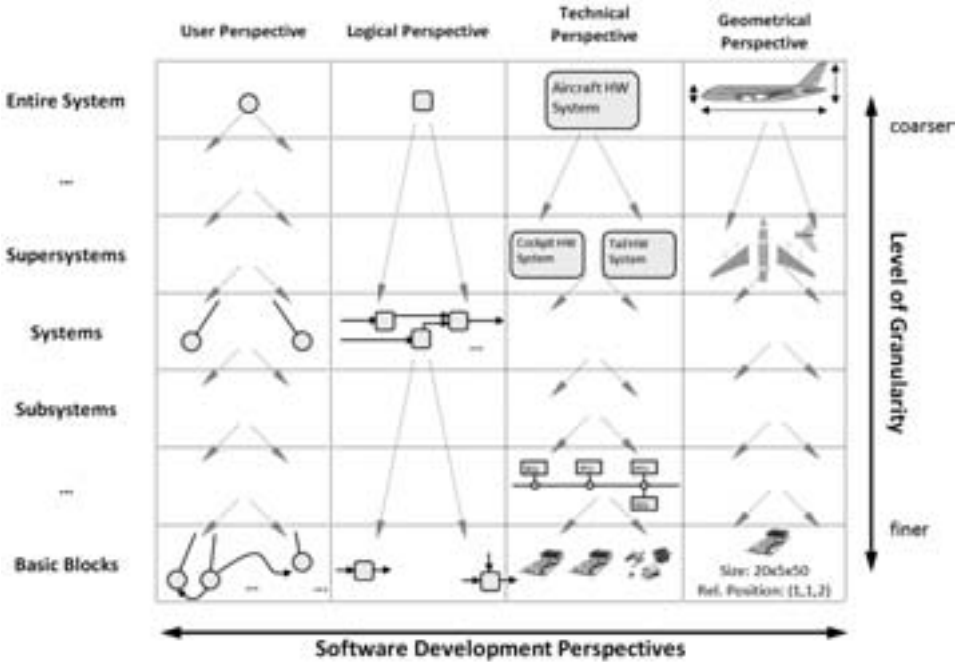 User Perspective
Logical Perspective
Technical
Perspective
Geometrical
Perspective
Entire System
Aircraft HW
System
coarser
...
Supersystems
Cockpit HW
System
Tail HW
System
Systems
...
Level of Granularity
Subsystems
...
finer
Basic Blocks
...
...
Size: 20x5x50
Rel. Position: (1,1,2)
Software Development Perspectives